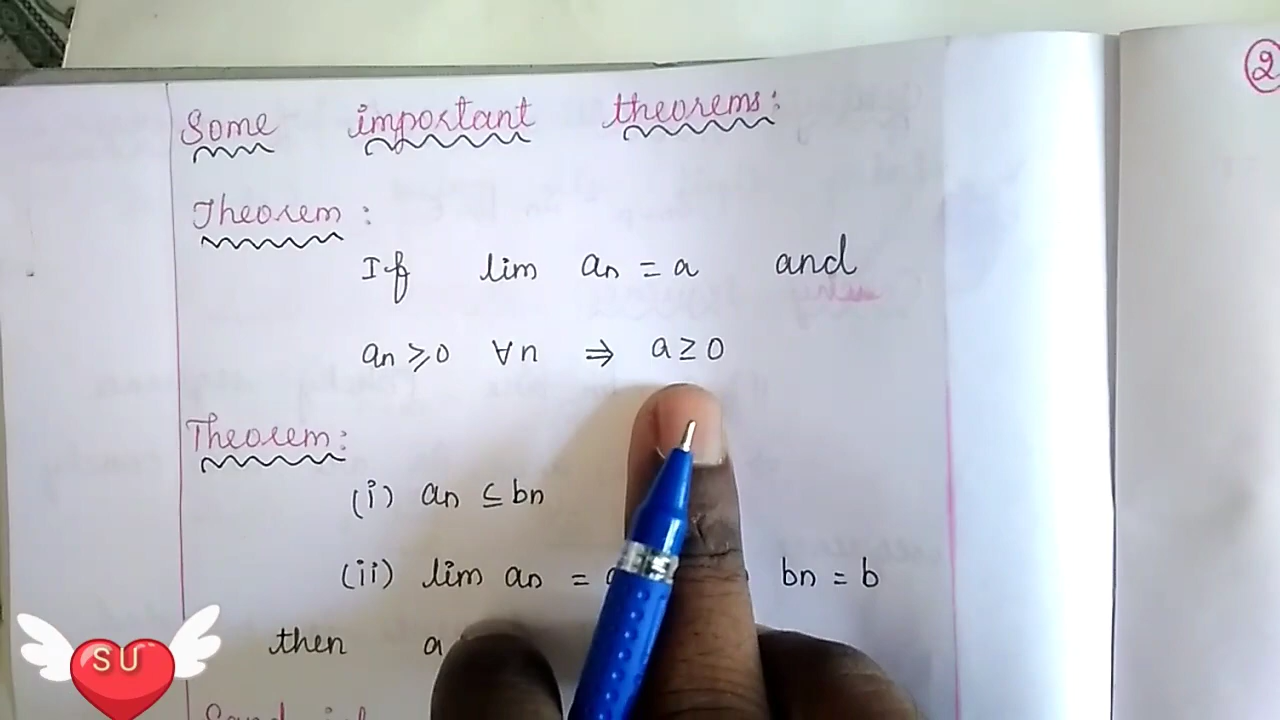 ②
Some important theorems:
Theorem:
If lim an = a and
an ⩾ 0 ∀n ⇒ a ≥ 0
Theorem:
(i) an ⊆ bn
(ii) lim an = bn = b
then a
SU